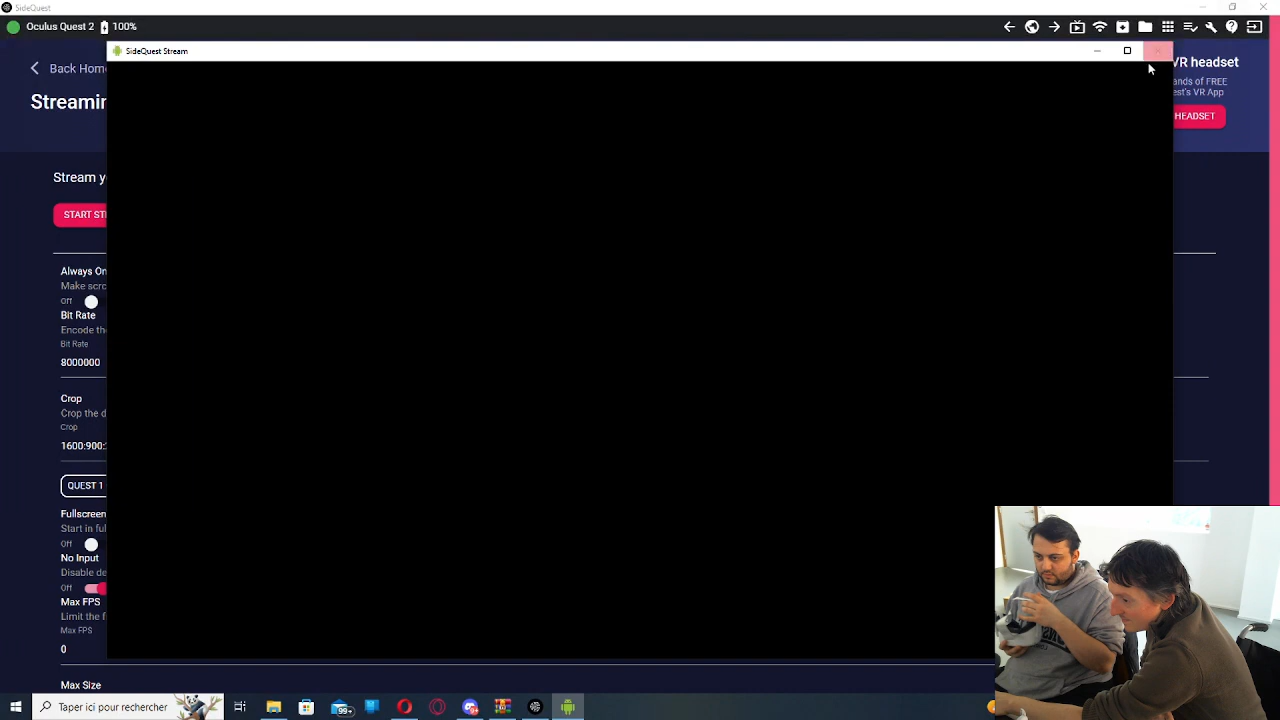 SideQuest
Oculus Quest 2 100%
SideQuest Stream
Back Hom
VR headset
Streamin
ands of FREE
est's VR App
HEADSET
Stream y
START ST
Always On
Make scr
Off
Bit Rate
Encode th
Bit Rate
8000000
Crop
Crop the d
Crop
1600:900:
QUEST 1
Fullscreen
Start in ful
Off
No Input
Disable de
Off
Max FPS
Limit the f
Max FPS
0
Max Size
Taper ici pour rechercher
99+